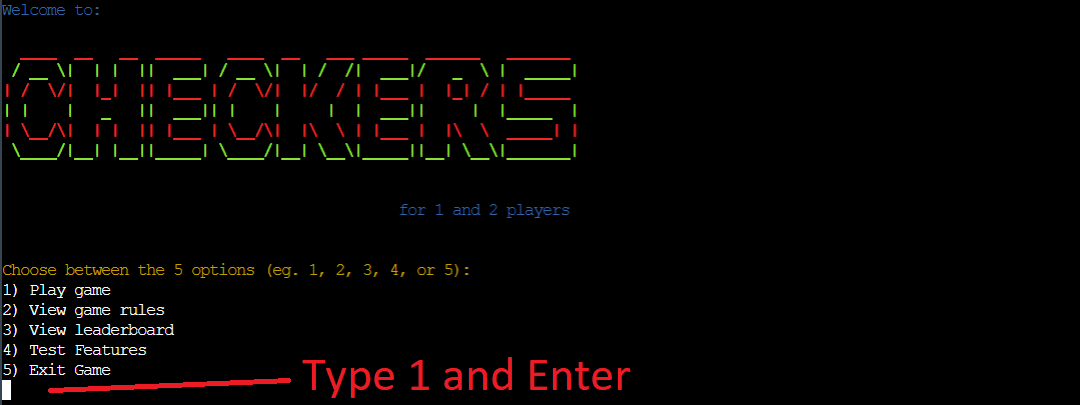 Welcome to:
CHECKERS
for 1 and 2 players
Choose between the 5 options (eg. 1, 2, 3, 4, or 5):
1) Play game
2) View game rules
3) View leaderboard
4) Test Features
5) Exit Game
Type 1 and Enter